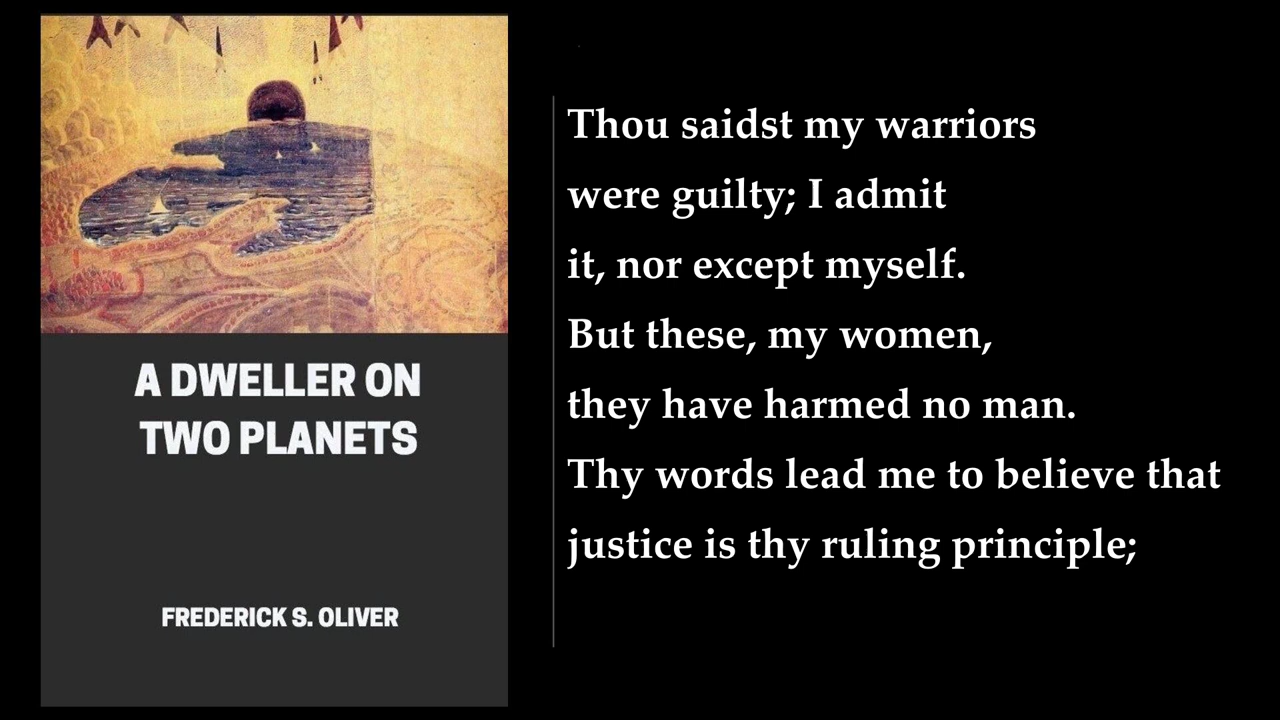 A DWELLER ON
TWO PLANETS
FREDERICK S. OLIVER
Thou saidst my warriors
were guilty; I admit
it, nor except myself.
But these, my women,
they have harmed no man.
Thy words lead me to believe that
justice is thy ruling principle;